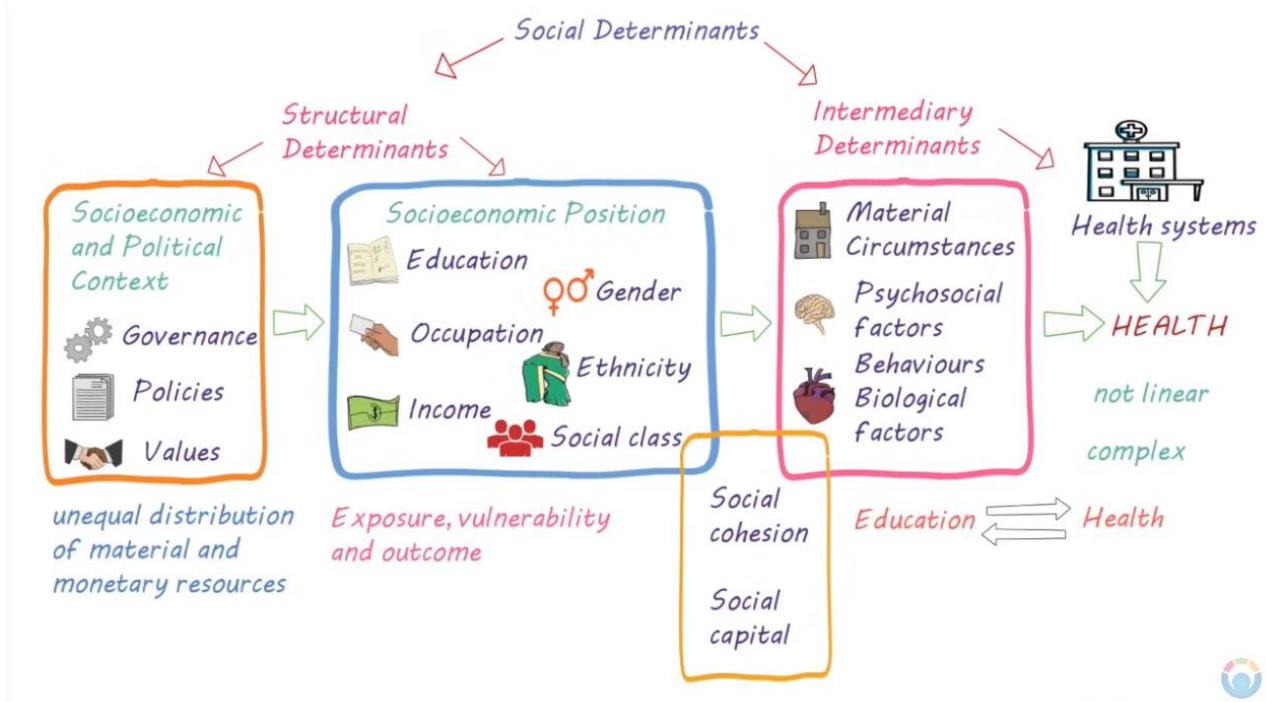 Social Determinants
Structural
Determinants
Intermediary
Determinants
Socioeconomic
and Political
Context
Governance
Policies
Values
Socioeconomic Position
Education
Gender
Occupation
Ethnicity
Income
Social class
Material
Circumstances
Psychosocial
factors
Behaviours
Biological
factors
Health systems
HEALTH
not linear
complex
unequal distribution
of material and
monetary resources
Exposure, vulnerability
and outcome
Social
cohesion
Social
capital
Education
Health